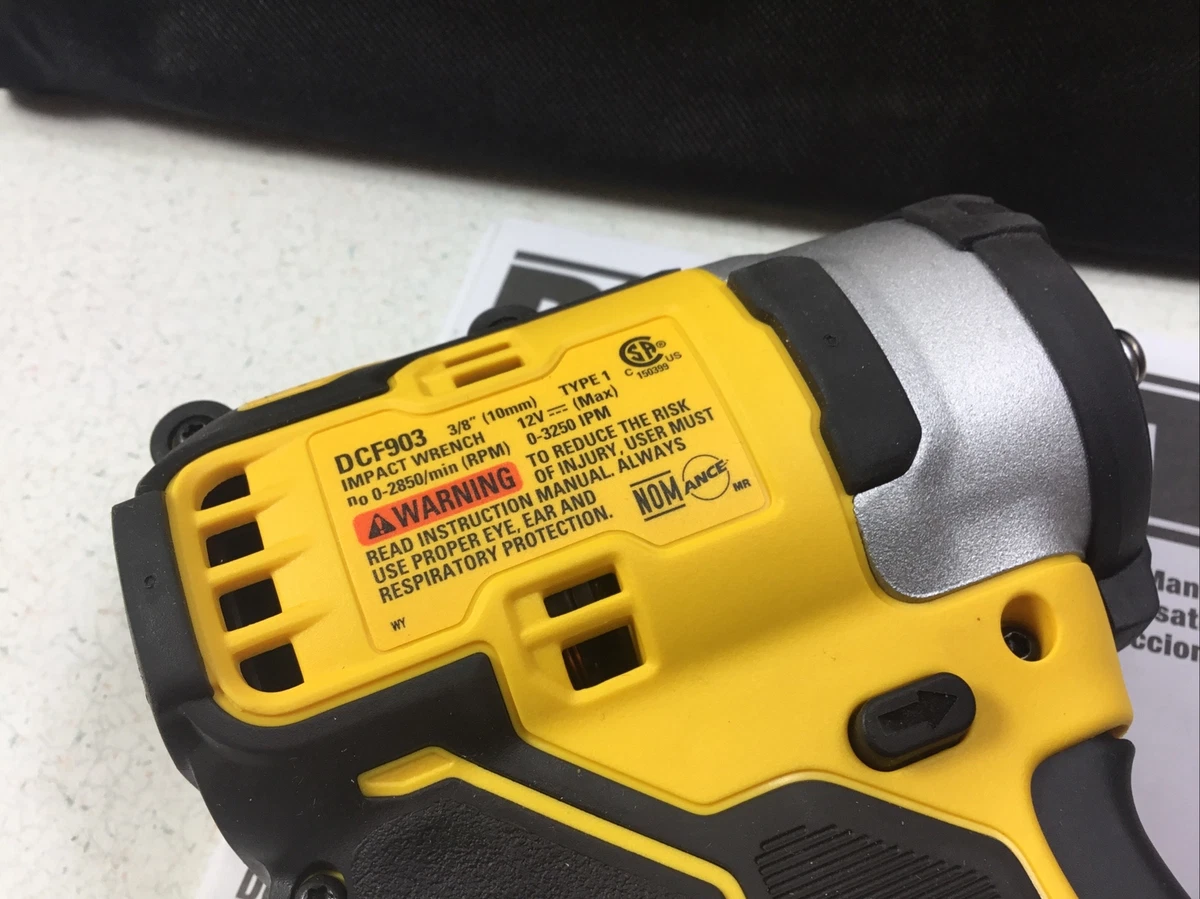 DCF903 3/8" (10mm) TYPE 1
IMPACT WRENCH 12V ⎓ (Max)
n₀ 0-2850/min (RPM) 0-3250 IPM
⚠WARNING TO REDUCE THE RISK
OF INJURY, USER MUST
READ INSTRUCTION MANUAL. ALWAYS
USE PROPER EYE, EAR AND
RESPIRATORY PROTECTION.
CSA®
C US
150399
NOM ANCE MR
WY